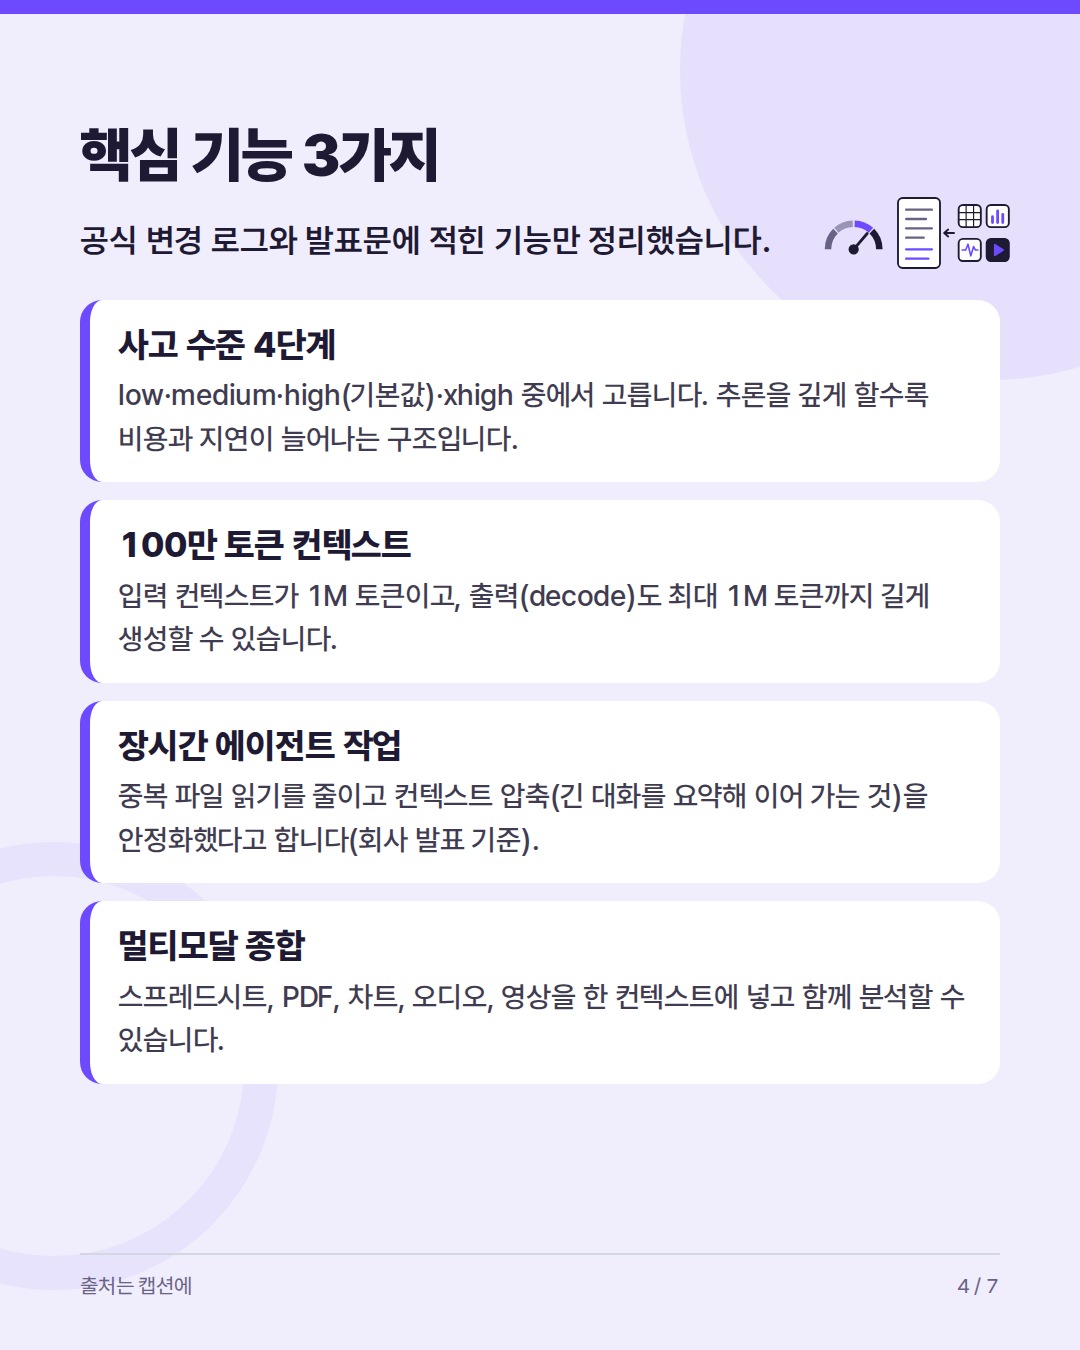 핵심 기능 3가지
공식 변경 로그와 발표문에 적힌 기능만 정리했습니다.
사고 수준 4단계
low·medium·high(기본값)·xhigh 중에서 고릅니다. 추론을 깊게 할수록
비용과 지연이 늘어나는 구조입니다.
100만 토큰 컨텍스트
입력 컨텍스트가 1M 토큰이고, 출력(decode)도 최대 1M 토큰까지 길게
생성할 수 있습니다.
장시간 에이전트 작업
중복 파일 읽기를 줄이고 컨텍스트 압축(긴 대화를 요약해 이어 가는 것)을
안정화했다고 합니다(회사 발표 기준).
멀티모달 종합
스프레드시트, PDF, 차트, 오디오, 영상을 한 컨텍스트에 넣고 함께 분석할 수
있습니다.
출처는 캡션에
4 / 7